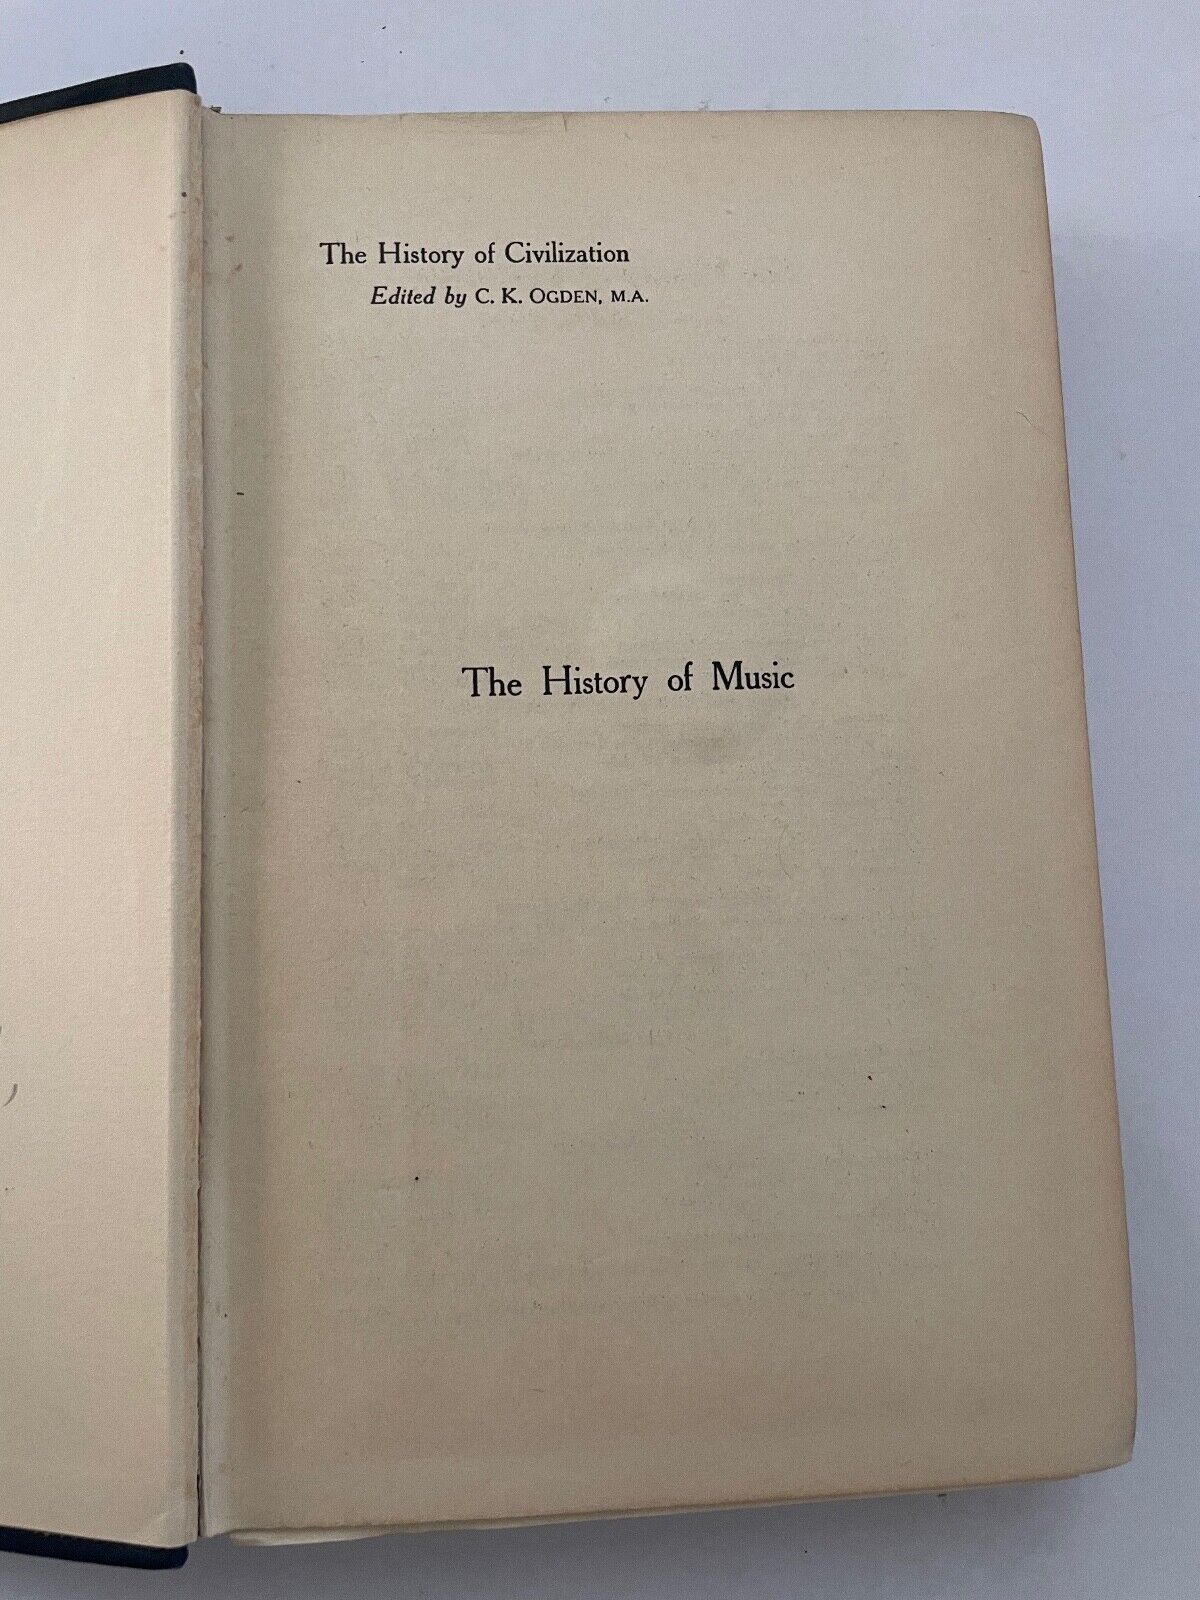 The History of Civilization
Edited by C. K. OGDEN, M.A.
The History of Music